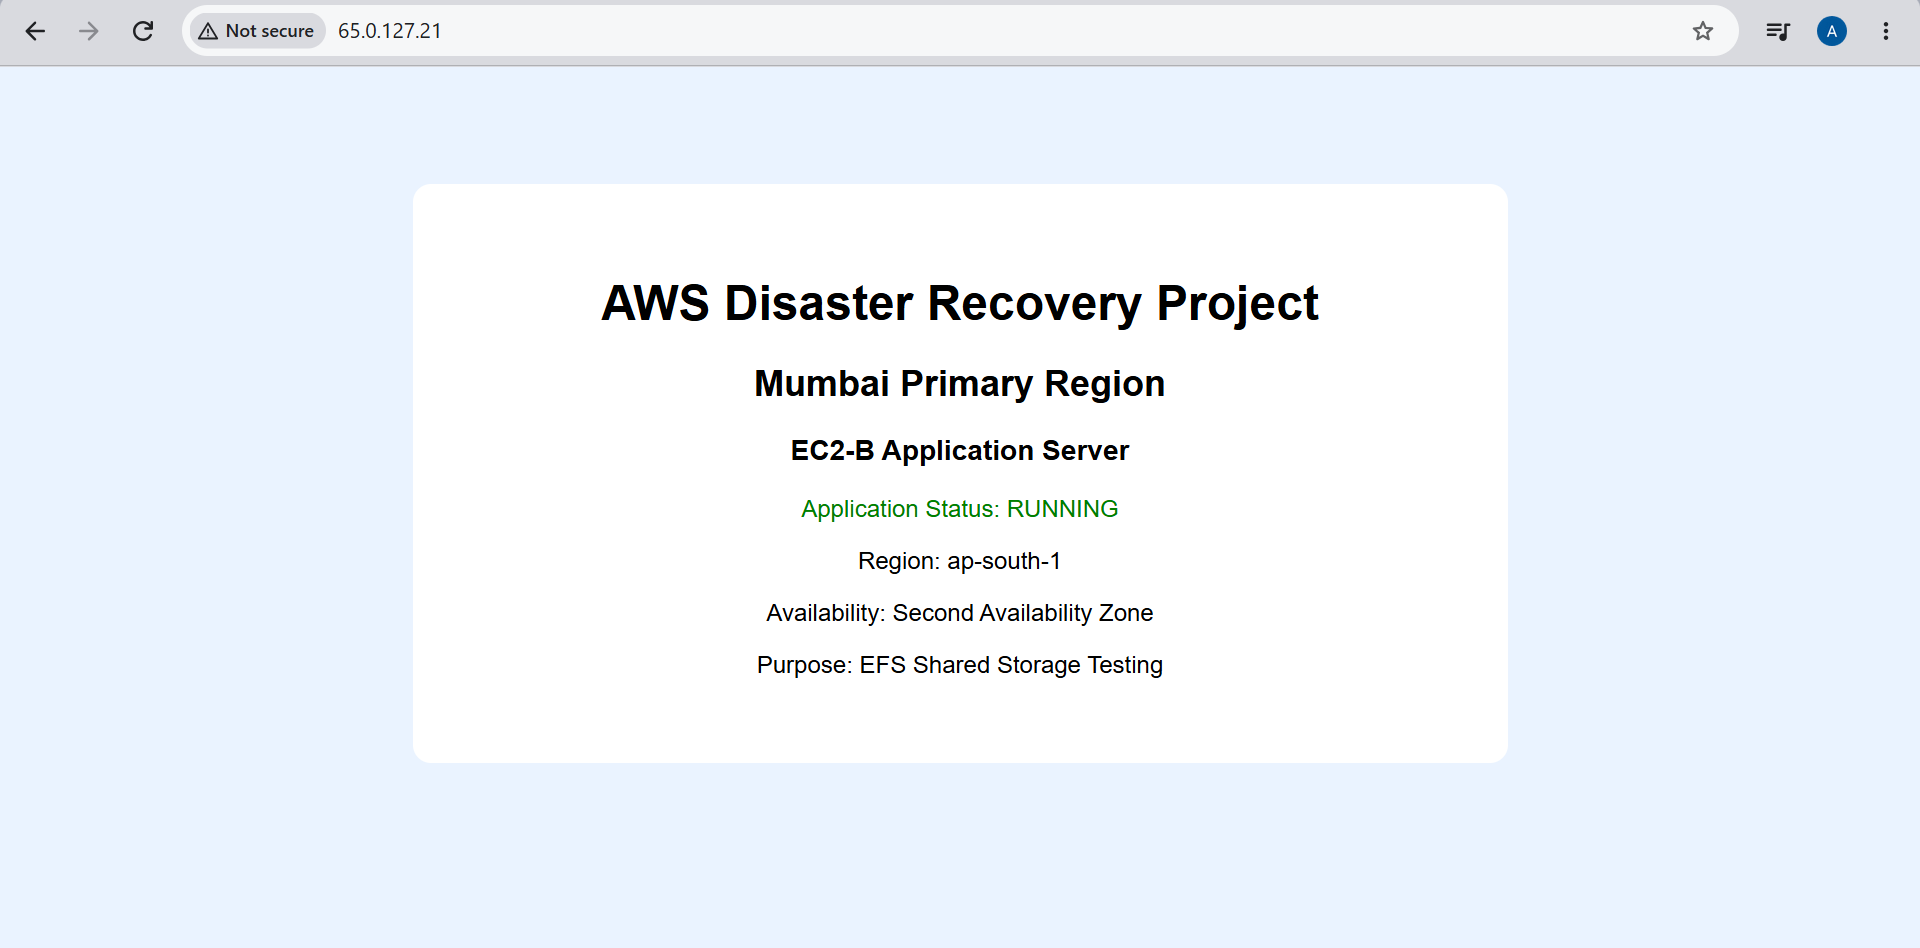 Not secure 65.0.127.21
A
AWS Disaster Recovery Project
Mumbai Primary Region
EC2-B Application Server
Application Status: RUNNING
Region: ap-south-1
Availability: Second Availability Zone
Purpose: EFS Shared Storage Testing